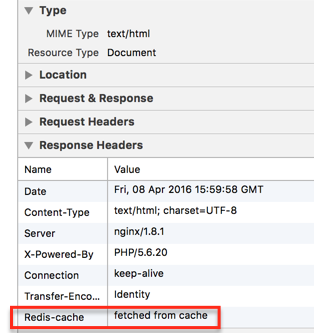 Type
MIME Type text/html
Resource Type Document
Location
Request & Response
Request Headers
Response Headers
Name Value
Date Fri, 08 Apr 2016 15:59:58 GMT
Content-Type text/html; charset=UTF-8
Server nginx/1.8.1
X-Powered-By PHP/5.6.20
Connection keep-alive
Transfer-Enco... Identity
Redis-cache fetched from cache